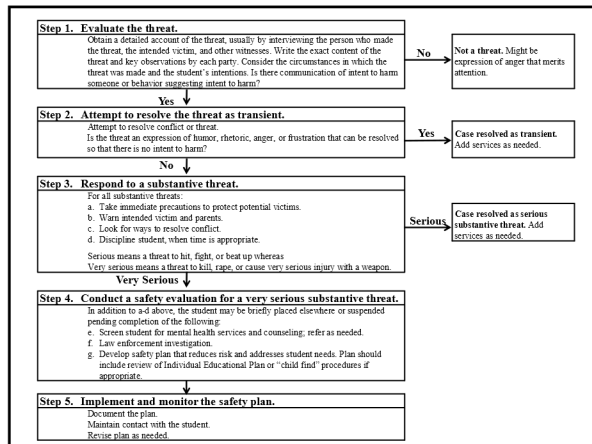 Step 1. Evaluate the threat.
Obtain a detailed account of the threat, usually by interviewing the person who made
the threat, the intended victim, and other witnesses. Write the exact content of the
threat and key observations by each party. Consider the circumstances in which the
threat was made and the student's intentions. Is there communication of intent to harm
someone or behavior suggesting intent to harm?
No
Not a threat. Might be
expression of anger that merits
attention.
Yes
Step 2. Attempt to resolve the threat as transient.
Attempt to resolve conflict or threat.
Is the threat an expression of humor, rhetoric, anger, or frustration that can be resolved
so that there is no intent to harm?
Yes
Case resolved as transient.
Add services as needed.
No
Step 3. Respond to a substantive threat.
For all substantive threats:
a. Take immediate precautions to protect potential victims.
b. Warn intended victim and parents.
c. Look for ways to resolve conflict.
d. Discipline student, when time is appropriate.
Serious means a threat to hit, fight, or beat up whereas
Very serious means a threat to kill, rape, or cause very serious injury with a weapon.
Serious
Case resolved as serious
substantive threat. Add
services as needed.
Very Serious
Step 4. Conduct a safety evaluation for a very serious substantive threat.
In addition to a-d above, the student may be briefly placed elsewhere or suspended
pending completion of the following:
e. Screen student for mental health services and counseling; refer as needed.
f. Law enforcement investigation.
g. Develop safety plan that reduces risk and addresses student needs. Plan should
include review of Individual Educational Plan or “child find” procedures if
appropriate.
Step 5. Implement and monitor the safety plan.
Document the plan.
Maintain contact with the student.
Revise plan as needed.